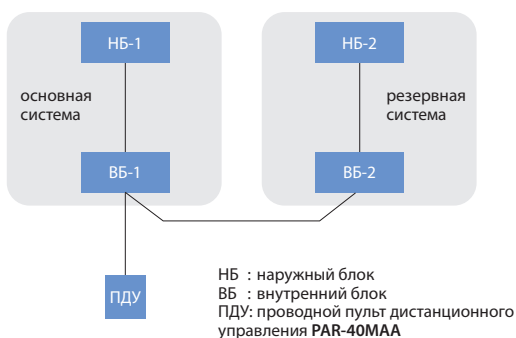 НБ-1
НБ-2
основная
система
резервная
система
ВБ-1
ВБ-2
ПДУ
НБ : наружный блок
ВБ : внутренний блок
ПДУ: проводной пульт дистанционного
управления PAR-40MAA